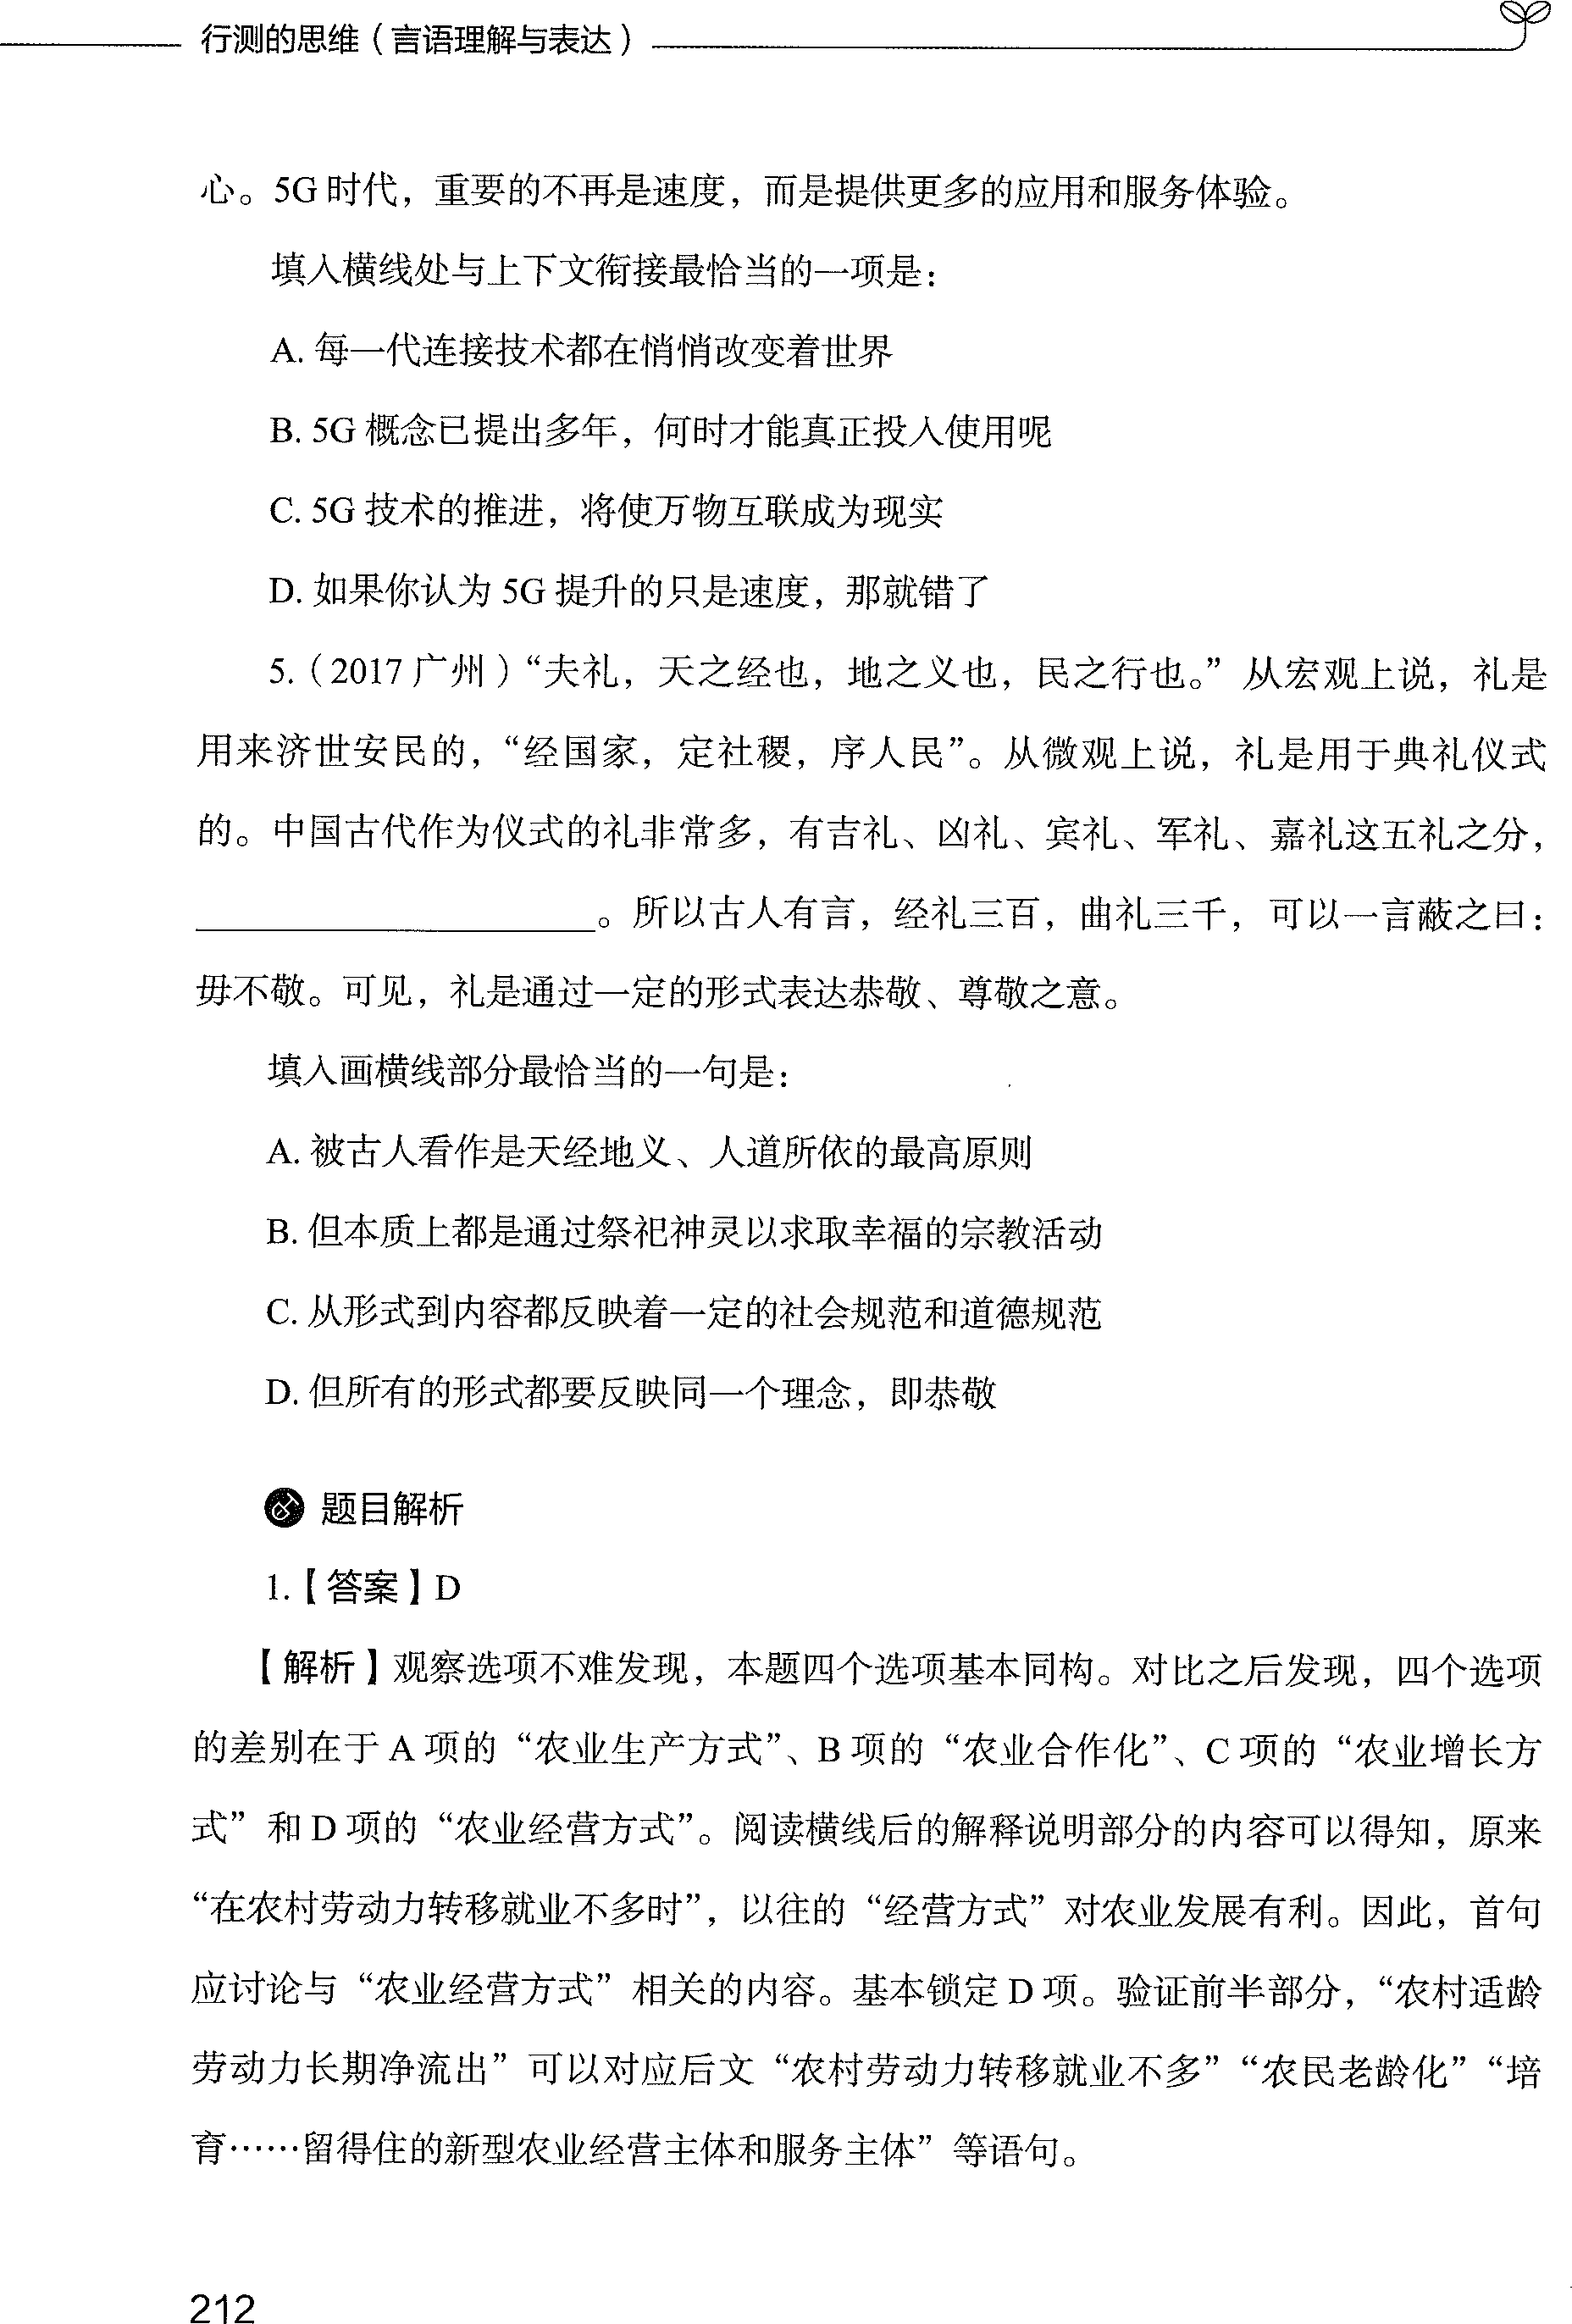 行测的思维（言语理解与表达）
心。5G 时代，重要的不再是速度，而是提供更多的应用和服务体验。
填入横线处与上下文衔接最恰当的一项是：
A. 每一代连接技术都在悄悄改变着世界
B. 5G 概念已提出多年，何时才能真正投入使用呢
C. 5G 技术的推进，将使万物互联成为现实
D. 如果你认为 5G 提升的只是速度，那就错了
5.（2017 广州）“夫礼，天之经也，地之义也，民之行也。”从宏观上说，礼是
用来济世安民的，“经国家，定社稷，序人民”。从微观上说，礼是用于典礼仪式
的。中国古代作为仪式的礼非常多，有吉礼、凶礼、宾礼、军礼、嘉礼这五礼之分，
____________________。所以古人有言，经礼三百，曲礼三千，可以一言蔽之曰：
毋不敬。可见，礼是通过一定的形式表达恭敬、尊敬之意。
填入画横线部分最恰当的一句是：
A. 被古人看作是天经地义、人道所依的最高原则
B. 但本质上都是通过祭祀神灵以求取幸福的宗教活动
C. 从形式到内容都反映着一定的社会规范和道德规范
D. 但所有的形式都要反映同一个理念，即恭敬
题目解析
1.【答案】D
【解析】观察选项不难发现，本题四个选项基本同构。对比之后发现，四个选项
的差别在于 A 项的“农业生产方式”、B 项的“农业合作化”、C 项的“农业增长方
式”和 D 项的“农业经营方式”。阅读横线后的解释说明部分的内容可以得知，原来
“在农村劳动力转移就业不多时”，以往的“经营方式”对农业发展有利。因此，首句
应讨论与“农业经营方式”相关的内容。基本锁定 D 项。验证前半部分，“农村适龄
劳动力长期净流出”可以对应后文“农村劳动力转移就业不多”“农民老龄化”“培
育……留得住的新型农业经营主体和服务主体”等语句。
212